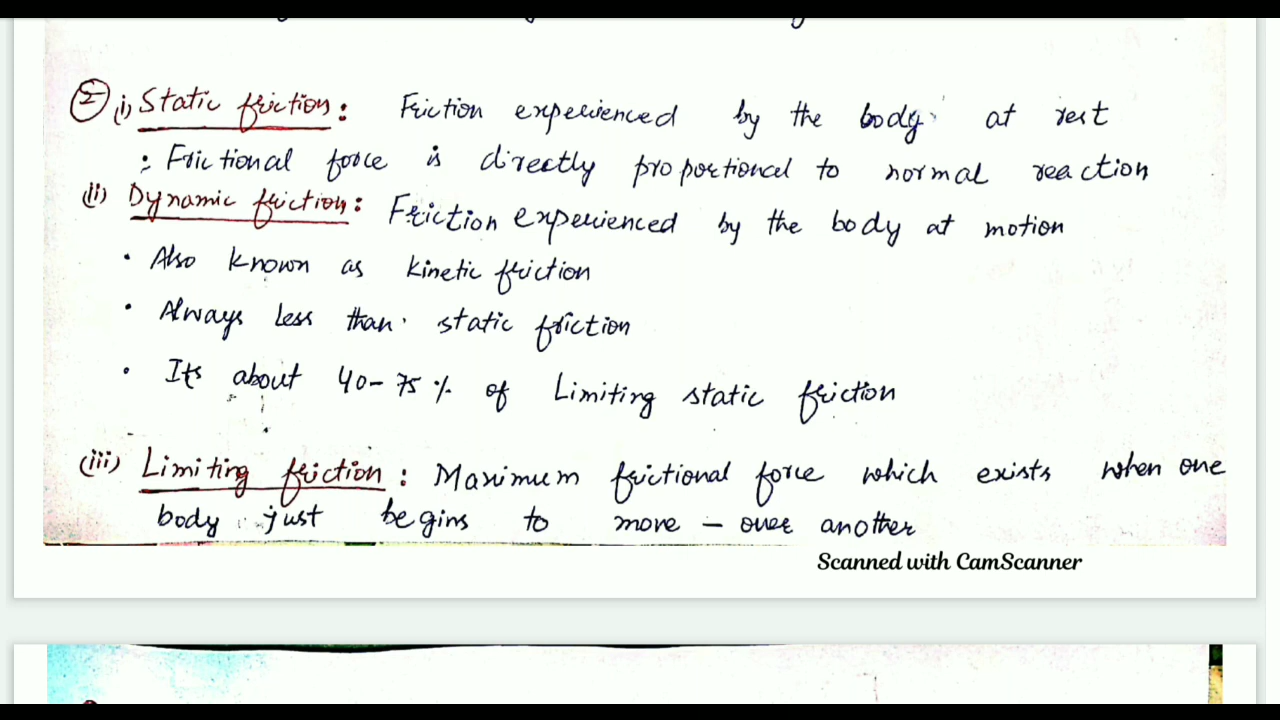 ② (i) Static friction: Friction experienced by the body at rest
: Frictional force is directly proportional to normal reaction
(ii) Dynamic friction: Friction experienced by the body at motion
• Also known as kinetic friction
• Always less than static friction
• Its about 40-75% of Limiting static friction
(iii) Limiting friction: Maximum frictional force which exists when one
body just begins to move - over another
Scanned with CamScanner